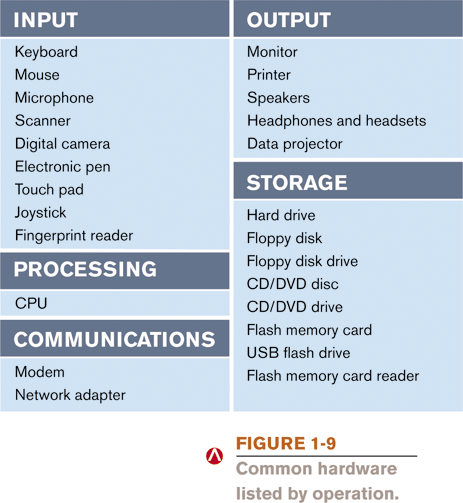 INPUT
Keyboard
Mouse
Microphone
Scanner
Digital camera
Electronic pen
Touch pad
Joystick
Fingerprint reader
PROCESSING
CPU
COMMUNICATIONS
Modem
Network adapter
OUTPUT
Monitor
Printer
Speakers
Headphones and headsets
Data projector
STORAGE
Hard drive
Floppy disk
Floppy disk drive
CD/DVD disc
CD/DVD drive
Flash memory card
USB flash drive
Flash memory card reader
FIGURE 1-9
Common hardware
listed by operation.